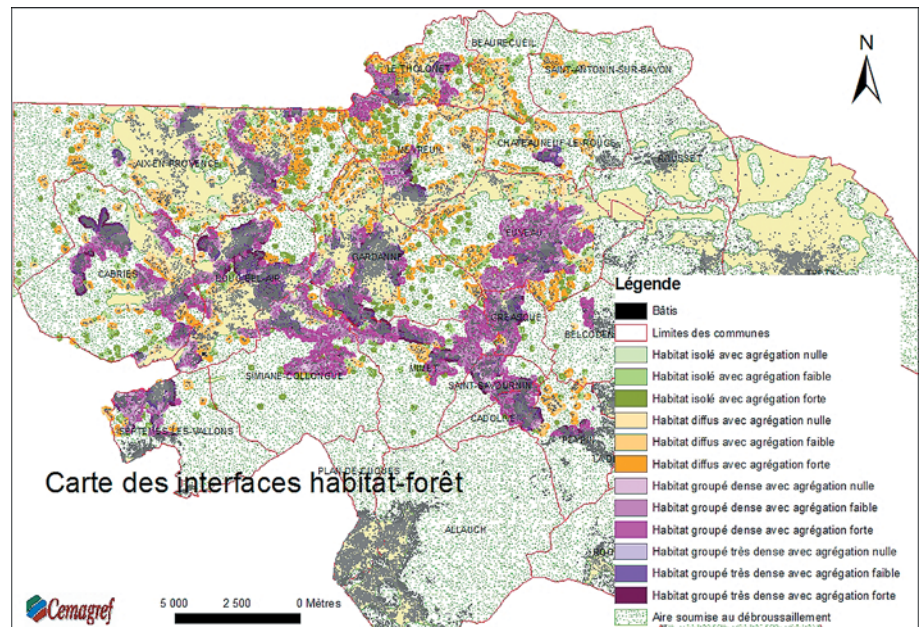 BEAURECUEIL
N
LE THOLONET
SAINT-ANTONIN-SUR-BAYON
CHATEAUNEUF-LE-ROUGE
MEYREUIL
ROUSSET
AIX-EN-PROVENCE
FUVEAU
GARDANNE
CABRIES
BOUC-BEL-AIR
TRETS
GREASQUE
BELCODENE
MIMET
SIMIANE-COLLONGUE
SAINT-SAVOURNIN
CADOLIVE
SEPTEMES-LES-VALLONS
PEYPIN
PLAN-DE-CUQUES
ALLAUCH
Carte des interfaces habitat-forêt
Légende
Bâtis
Limites des communes
Habitat isolé avec agrégation nulle
Habitat isolé avec agrégation faible
Habitat isolé avec agrégation forte
Habitat diffus avec agrégation nulle
Habitat diffus avec agrégation faible
Habitat diffus avec agrégation forte
Habitat groupé dense avec agrégation nulle
Habitat groupé dense avec agrégation faible
Habitat groupé dense avec agrégation forte
Habitat groupé très dense avec agrégation nulle
Habitat groupé très dense avec agrégation faible
Habitat groupé très dense avec agrégation forte
Aire soumise au débroussaillement
Cemagref
5 000 2 500 0 Mètres